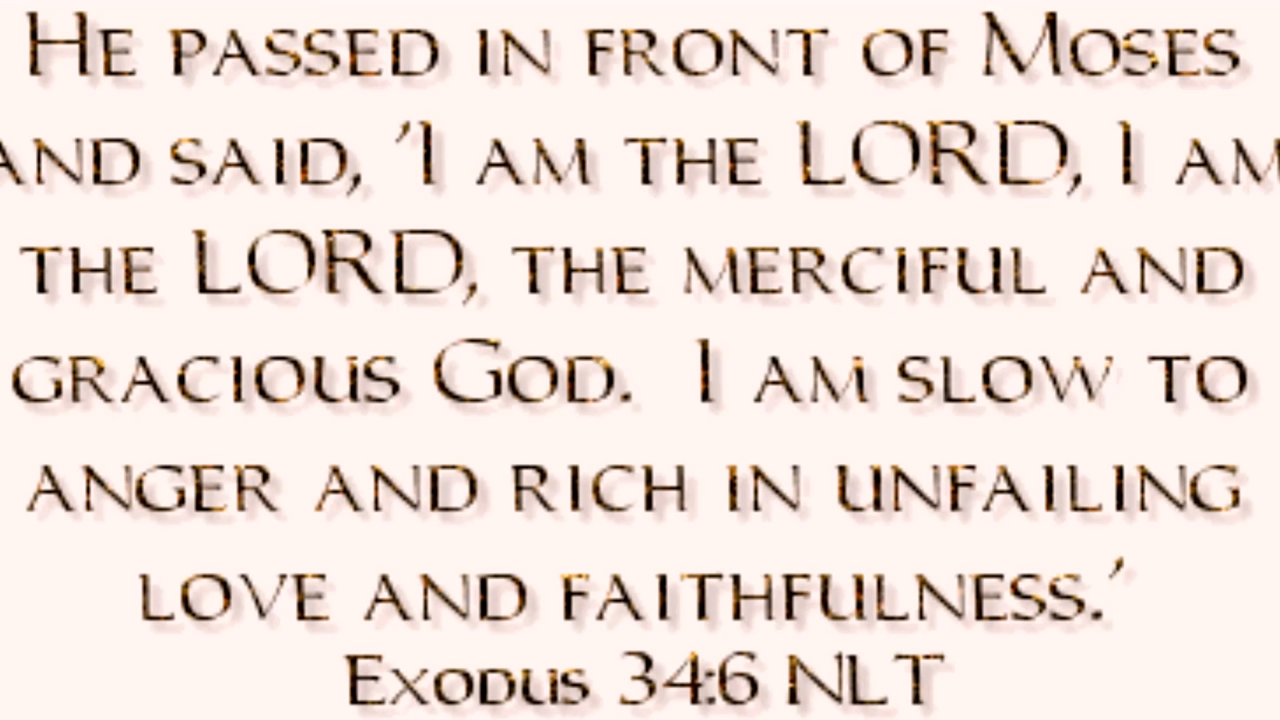 He passed in front of Moses
and said, 'I am the LORD, I am
the LORD, the merciful and
gracious God.  I am slow to
anger and rich in unfailing
love and faithfulness.'
Exodus 34:6 NLT